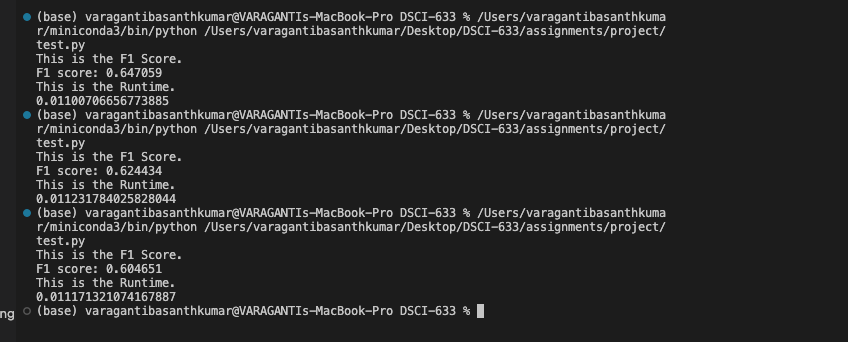 (base) varagantibasanthkumar@VARAGANTIs-MacBook-Pro DSCI-633 % /Users/varagantibasanthkuma
r/miniconda3/bin/python /Users/varagantibasanthkumar/Desktop/DSCI-633/assignments/project/
test.py
This is the F1 Score.
F1 score: 0.647059
This is the Runtime.
0.01100706656773885
(base) varagantibasanthkumar@VARAGANTIs-MacBook-Pro DSCI-633 % /Users/varagantibasanthkuma
r/miniconda3/bin/python /Users/varagantibasanthkumar/Desktop/DSCI-633/assignments/project/
test.py
This is the F1 Score.
F1 score: 0.624434
This is the Runtime.
0.011231784025828044
(base) varagantibasanthkumar@VARAGANTIs-MacBook-Pro DSCI-633 % /Users/varagantibasanthkuma
r/miniconda3/bin/python /Users/varagantibasanthkumar/Desktop/DSCI-633/assignments/project/
test.py
This is the F1 Score.
F1 score: 0.604651
This is the Runtime.
0.011171321074167887
ng (base) varagantibasanthkumar@VARAGANTIs-MacBook-Pro DSCI-633 %